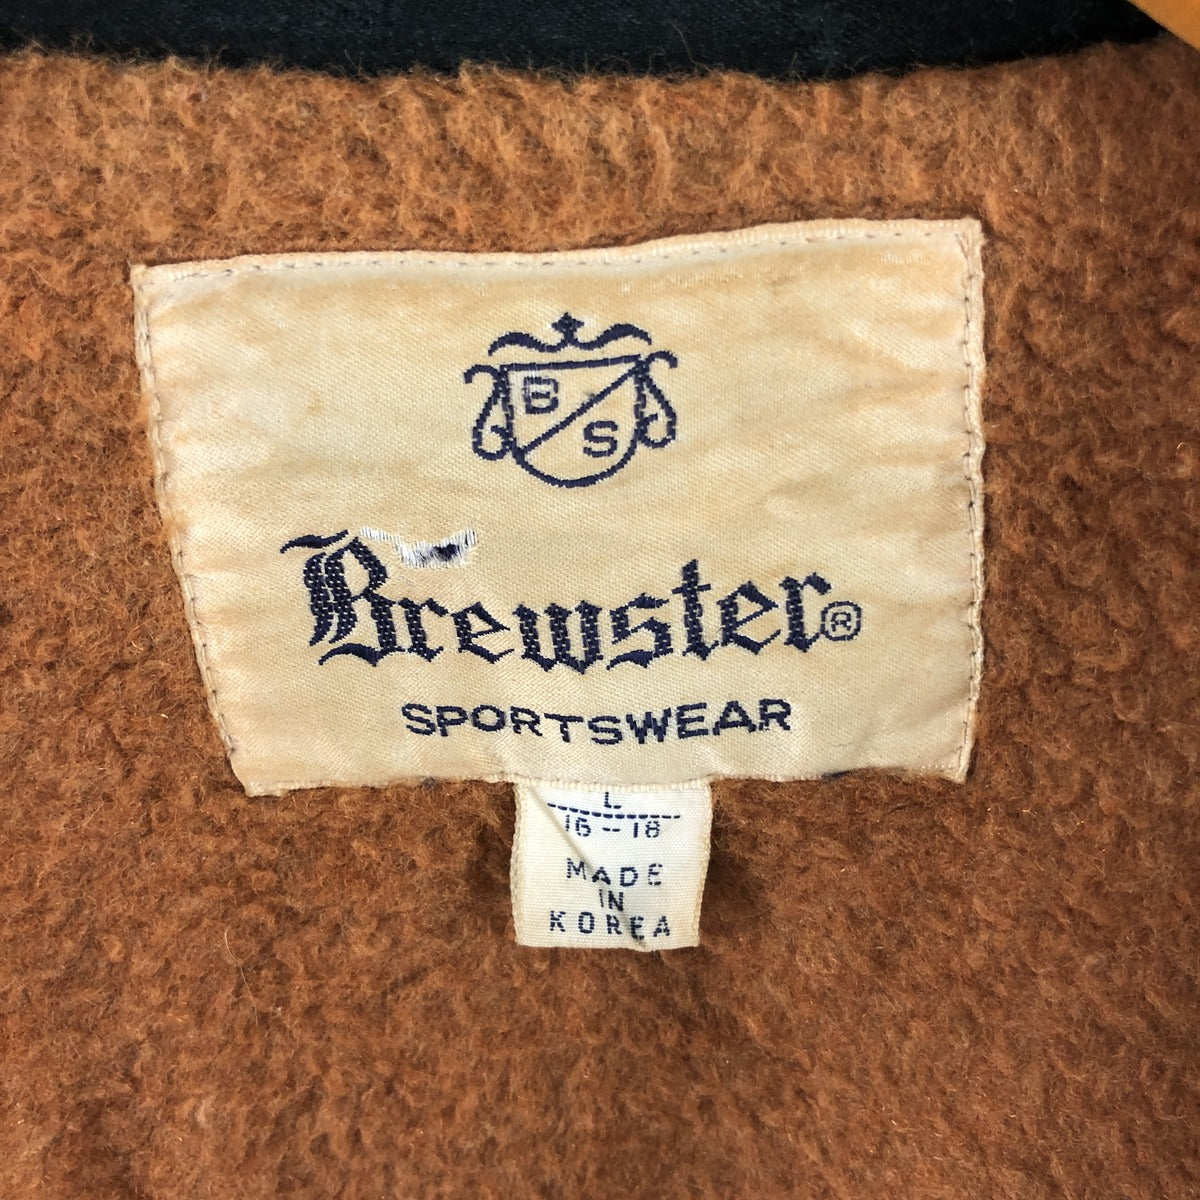 B
S
Brewster®
SPORTSWEAR
L
16-18
MADE
IN
KOREA